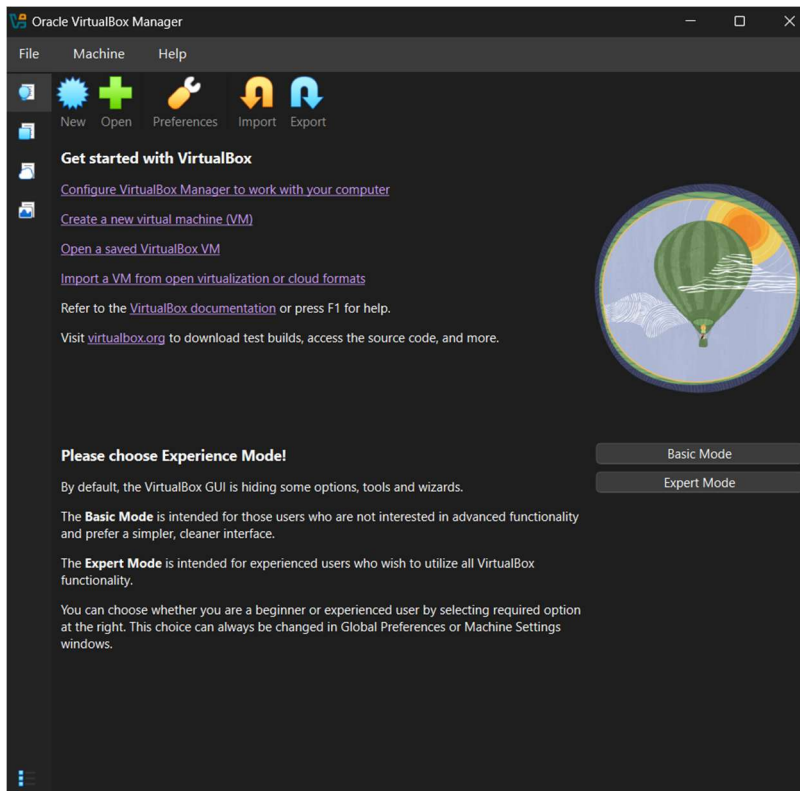 Oracle VirtualBox Manager
File Machine Help
New Open Preferences Import Export
Get started with VirtualBox
Configure VirtualBox Manager to work with your computer
Create a new virtual machine (VM)
Open a saved VirtualBox VM
Import a VM from open virtualization or cloud formats
Refer to the VirtualBox documentation or press F1 for help.
Visit virtualbox.org to download test builds, access the source code, and more.
Please choose Experience Mode!
By default, the VirtualBox GUI is hiding some options, tools and wizards.
The Basic Mode is intended for those users who are not interested in advanced functionality
and prefer a simpler, cleaner interface.
The Expert Mode is intended for experienced users who wish to utilize all VirtualBox
functionality.
You can choose whether you are a beginner or experienced user by selecting required option
at the right. This choice can always be changed in Global Preferences or Machine Settings
windows.
Basic Mode
Expert Mode